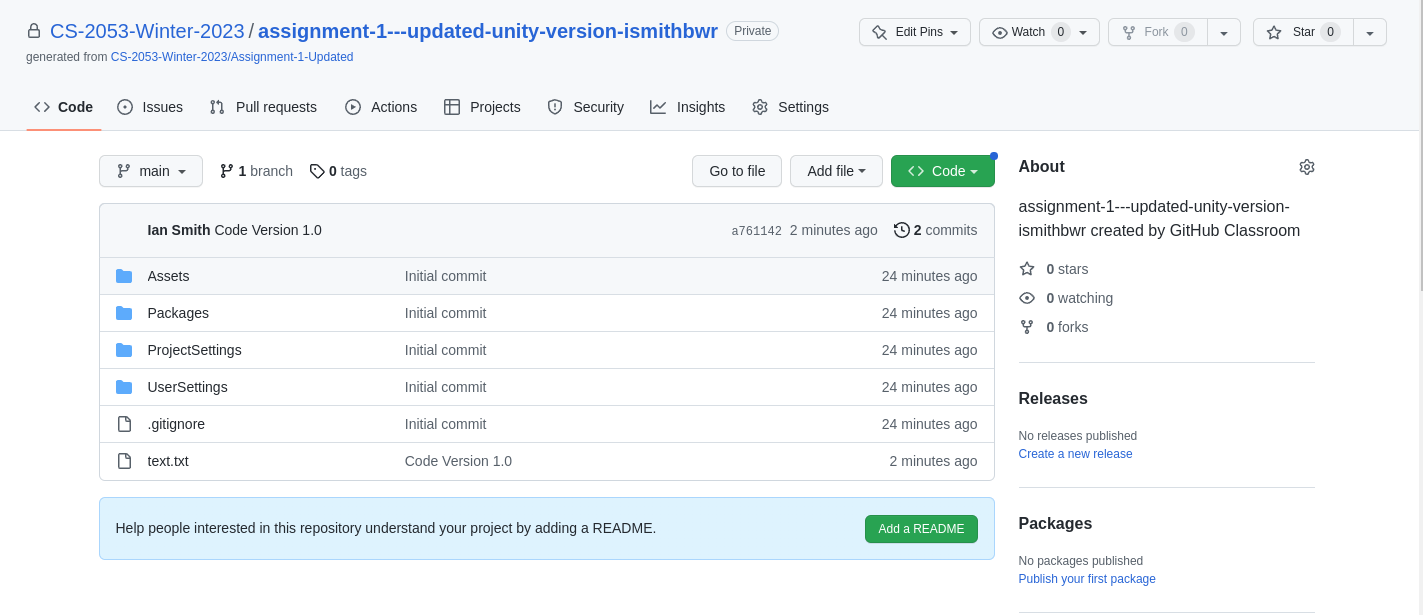 CS-2053-Winter-2023 / assignment-1---updated-unity-version-ismithbwr Private
Edit Pins Watch 0 Fork 0 Star 0
generated from CS-2053-Winter-2023/Assignment-1-Updated
Code Issues Pull requests Actions Projects Security Insights Settings
main 1 branch 0 tags Go to file Add file Code
Ian Smith Code Version 1.0 a761142 2 minutes ago 2 commits
Assets Initial commit 24 minutes ago
Packages Initial commit 24 minutes ago
ProjectSettings Initial commit 24 minutes ago
UserSettings Initial commit 24 minutes ago
.gitignore Initial commit 24 minutes ago
text.txt Code Version 1.0 2 minutes ago
Help people interested in this repository understand your project by adding a README. Add a README
About
assignment-1---updated-unity-version-
ismithbwr created by GitHub Classroom
0 stars
0 watching
0 forks
Releases
No releases published
Create a new release
Packages
No packages published
Publish your first package